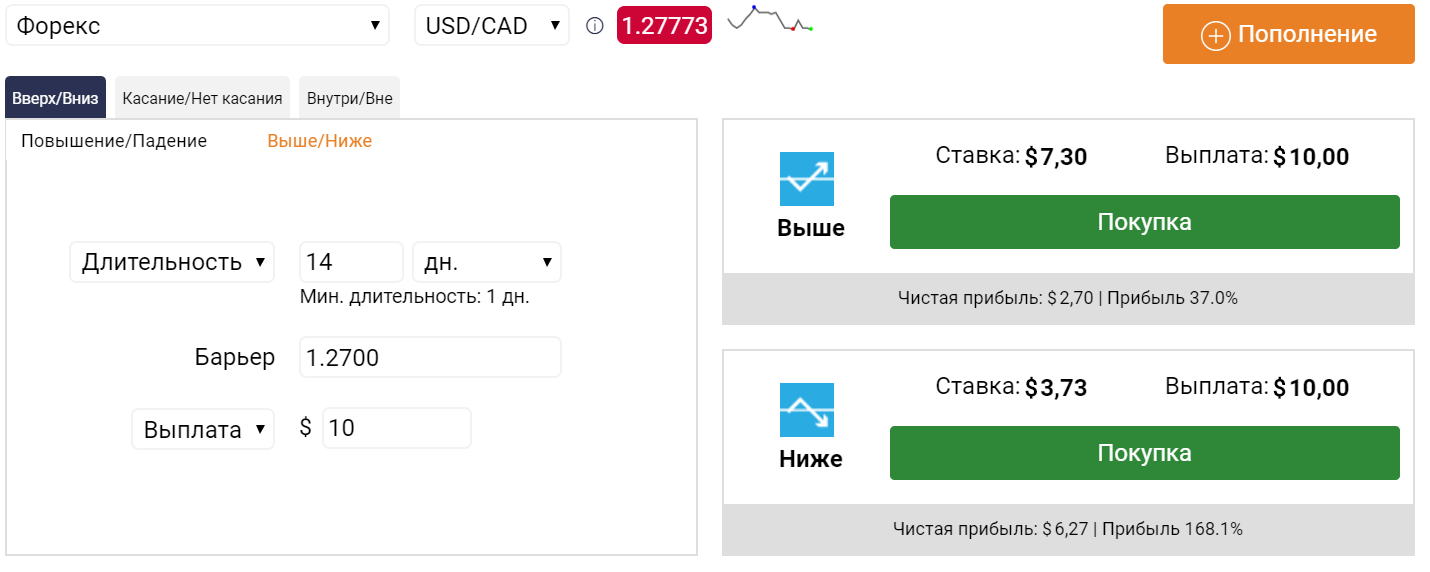 Форекс
USD/CAD
1.27773
Пополнение
Вверх/Вниз
Касание/Нет касания
Внутри/Вне
Повышение/Падение
Выше/Ниже
Длительность
14
дн.
Мин. длительность: 1 дн.
Барьер
1.2700
Выплата
$
10
Выше
Ставка: $7,30
Выплата: $10,00
Покупка
Чистая прибыль: $2,70 | Прибыль 37.0%
Ниже
Ставка: $3,73
Выплата: $10,00
Покупка
Чистая прибыль: $6,27 | Прибыль 168.1%